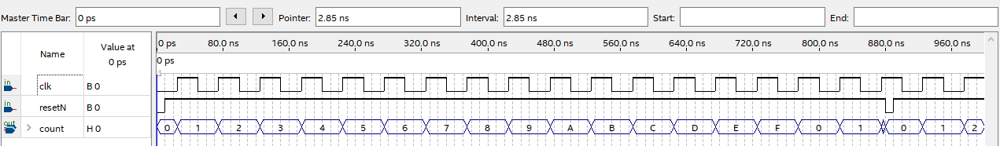 Master Time Bar: 0 ps Pointer: 2.85 ns Interval: 2.85 ns Start: End:
Name Value at 0 ps
0 ps 80.0 ns 160.0 ns 240.0 ns 320.0 ns 400.0 ns 480.0 ns 560.0 ns 640.0 ns 720.0 ns 800.0 ns 880.0 ns 960.0 ns
0 ps
in clk B 0
in resetN B 0
out count H 0 0 1 2 3 4 5 6 7 8 9 A B C D E F 0 1 0 1 2